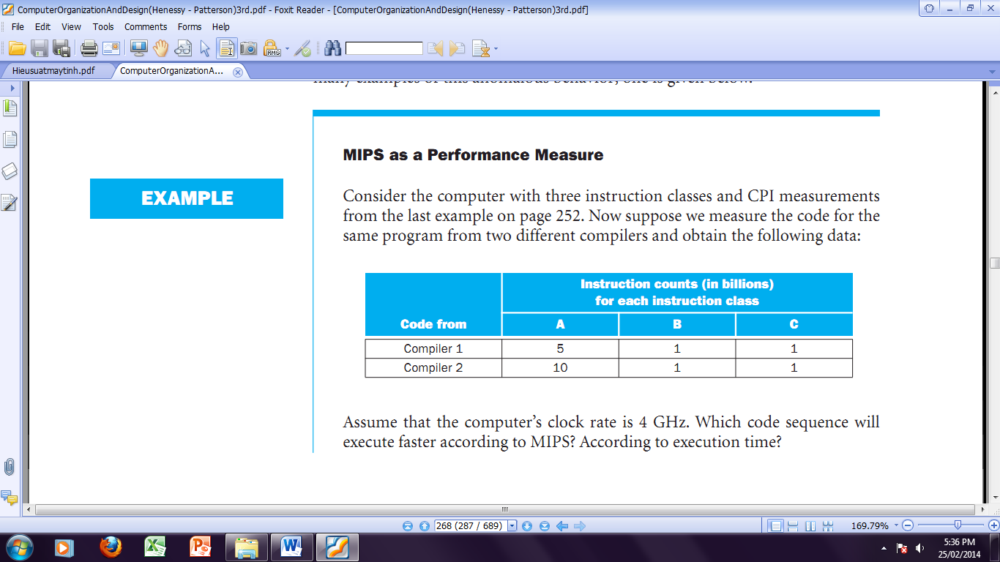 ComputerOrganizationAndDesign(Henessy - Patterson)3rd.pdf - Foxit Reader - [ComputerOrganizationAndDesign(Henessy - Patterson)3rd.pdf]
File Edit View Tools Comments Forms Help
RMS
Hieusuatmaytinh.pdf ComputerOrganizationA...
many examples of this anomalous behavior; one is given below.
MIPS as a Performance Measure
EXAMPLE
Consider the computer with three instruction classes and CPI measurements
from the last example on page 252. Now suppose we measure the code for the
same program from two different compilers and obtain the following data:
Instruction counts (in billions)
for each instruction class
Code from A B C
Compiler 1 5 1 1
Compiler 2 10 1 1
Assume that the computer's clock rate is 4 GHz. Which code sequence will
execute faster according to MIPS? According to execution time?
268 (287 / 689) 169.79%
5:36 PM
25/02/2014